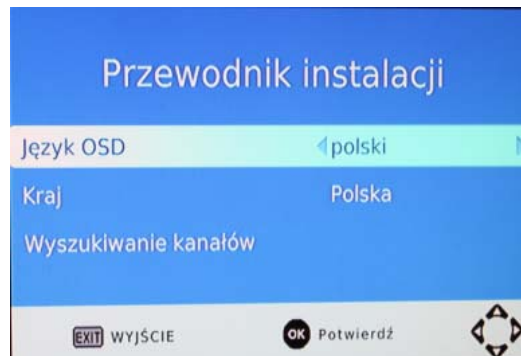 Przewodnik instalacji
Język OSD polski
Kraj Polska
Wyszukiwanie kanałów
EXIT WYJŚCIE OK Potwierdź